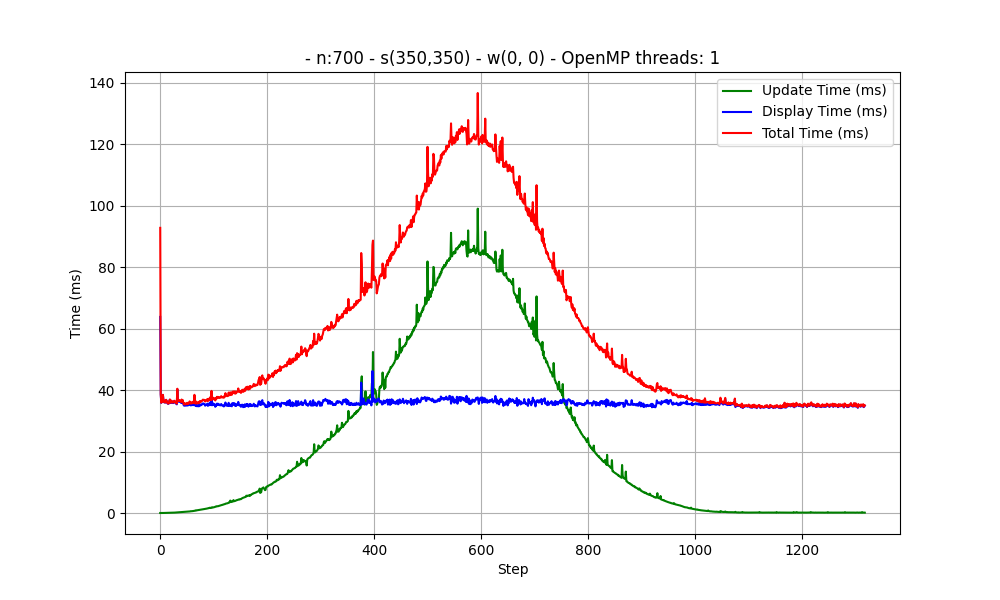 - n:700 - s(350,350) - w(0, 0) - OpenMP threads: 1
Update Time (ms)
Display Time (ms)
Total Time (ms)
Time (ms)
140
120
100
80
60
40
20
0
0 200 400 600 800 1000 1200
Step